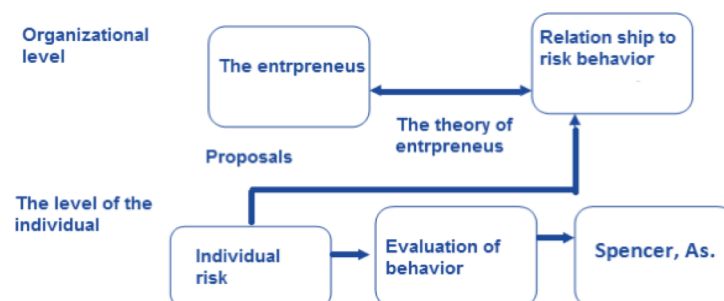 Organizational
level
The entrpreneus
Relation ship to
risk behavior
The theory of
entrpreneus
Proposals
The level of the
individual
Individual
risk
Evaluation of
behavior
Spencer, As.